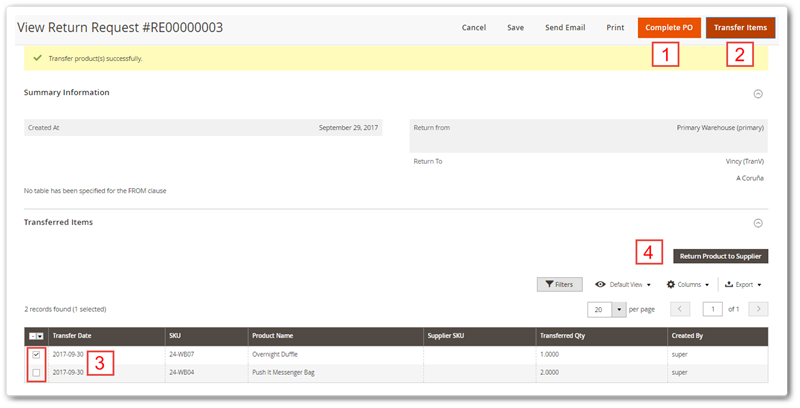 View Return Request #RE00000003
Cancel Save Send Email Print Complete PO Transfer Items
1 2
Transfer product(s) successfully.
Summary Information
Created At September 29, 2017 Return from Primary Warehouse (primary)
Return To Vincy (TranV)
A Coruña
No table has been specified for the FROM clause
Transferred Items
4 Return Product to Supplier
Filters Default View Columns Export
2 records found (1 selected) 20 per page 1 of 1
Transfer Date SKU Product Name Supplier SKU Transferred Qty Created By
2017-09-30 24-WB07 Overnight Duffle 1.0000 super
3
2017-09-30 24-WB04 Push It Messenger Bag 2.0000 super